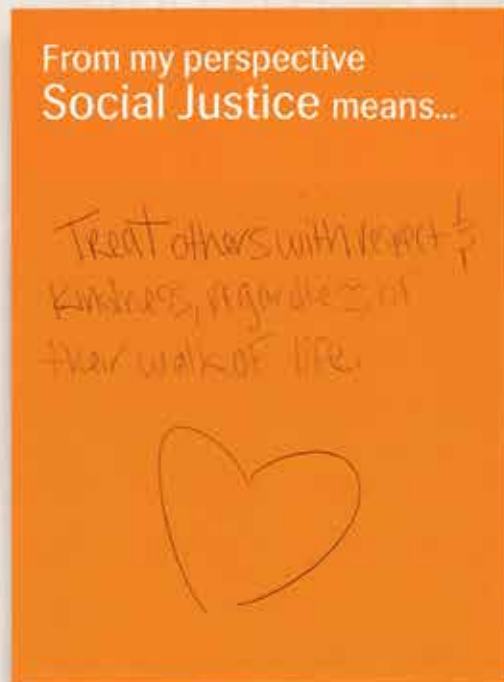 From my perspective
Social Justice means...
Treat others with respect &
kindness, regardless of
their walk of life.